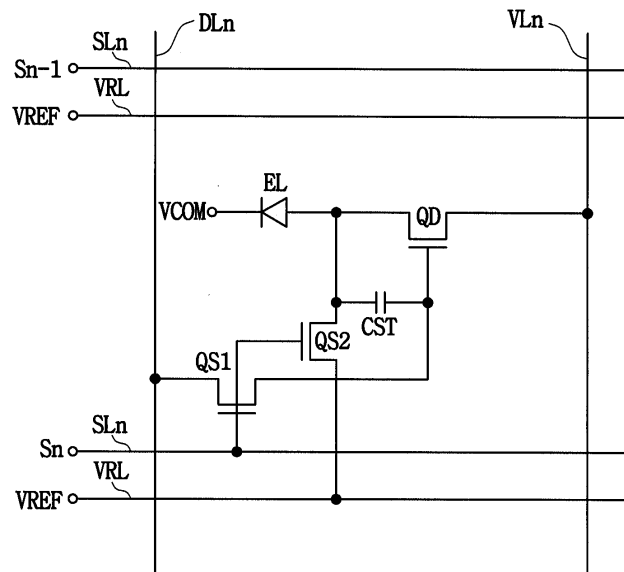 DLn
VLn
SLn
Sn-1
VRL
VREF
EL
VCOM
QD
CST
QS2
QS1
SLn
Sn
VRL
VREF